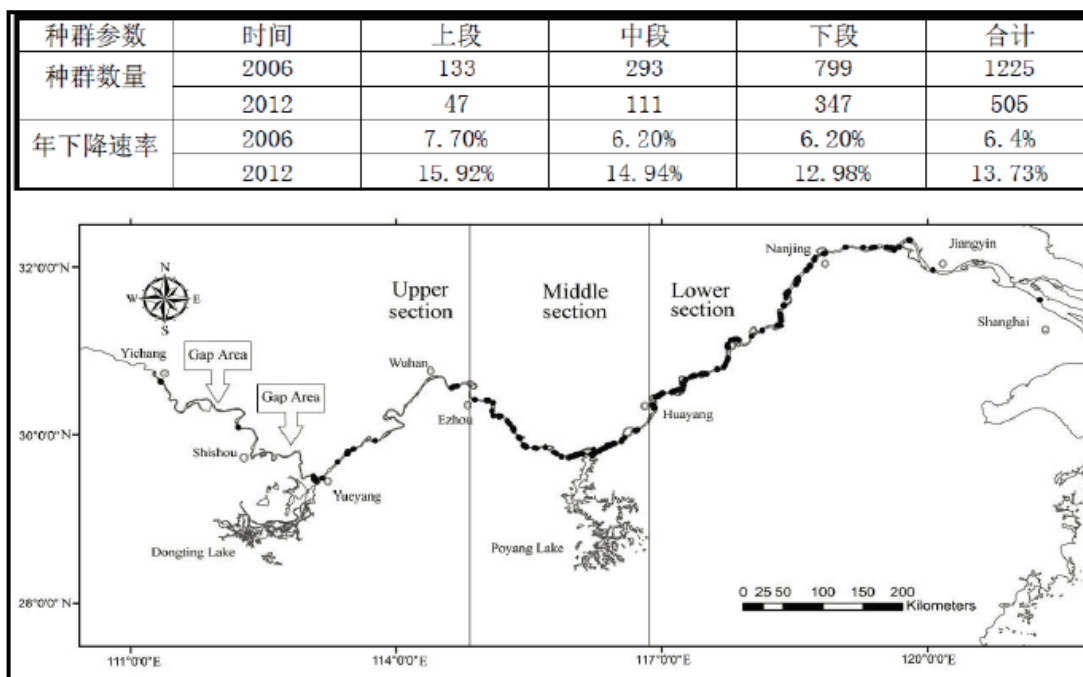 种群参数 时间 上段 中段 下段 合计
种群数量 2006 133 293 799 1225
2012 47 111 347 505
年下降速率 2006 7.70% 6.20% 6.20% 6.4%
2012 15.92% 14.94% 12.98% 13.73%
32°0'0"N
N
W E
S
Upper section
Middle section
Lower section
Nanjing
Jiangyin
Shanghai
Yichang
Gap Area
Gap Area
Wuhan
Ezhou
Huayang
30°0'0"N
Shishou
Yueyang
Dongting Lake
Poyang Lake
28°0'0"N
0 25 50 100 150 200
Kilometers
111°0'0"E 114°0'0"E 117°0'0"E 120°0'0"E